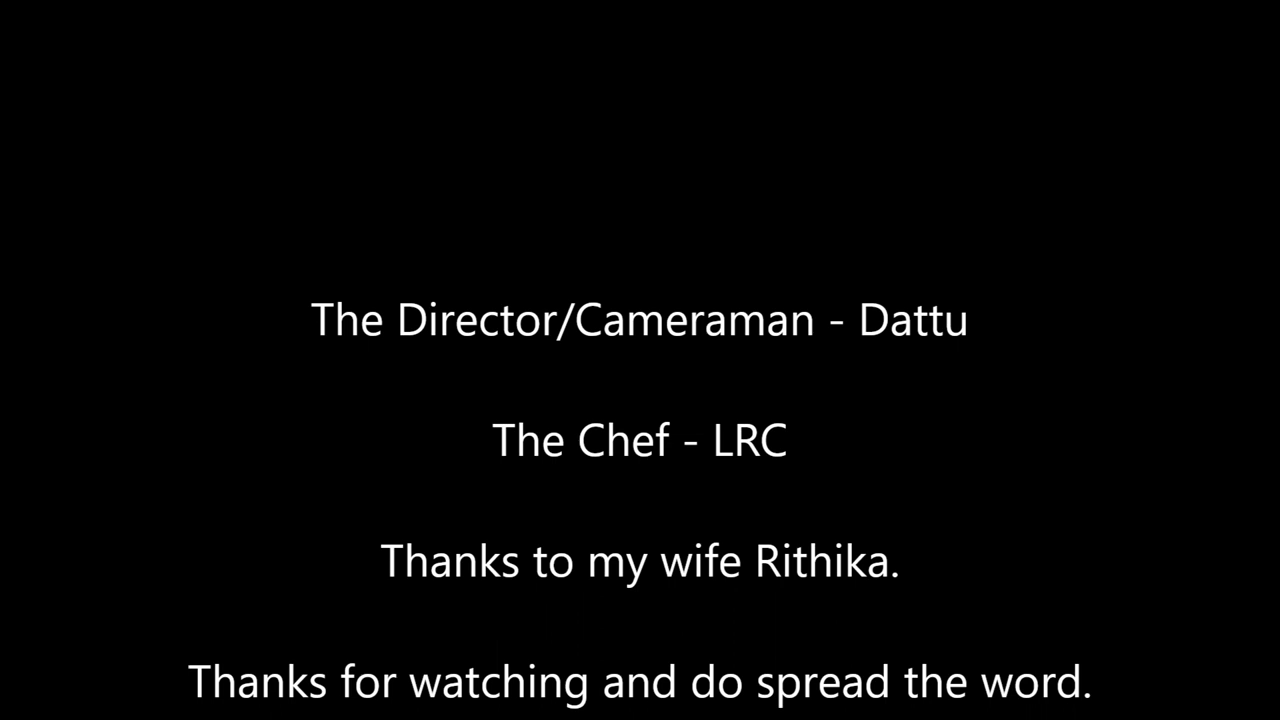 The Director/Cameraman - Dattu
The Chef - LRC
Thanks to my wife Rithika.
Thanks for watching and do spread the word.